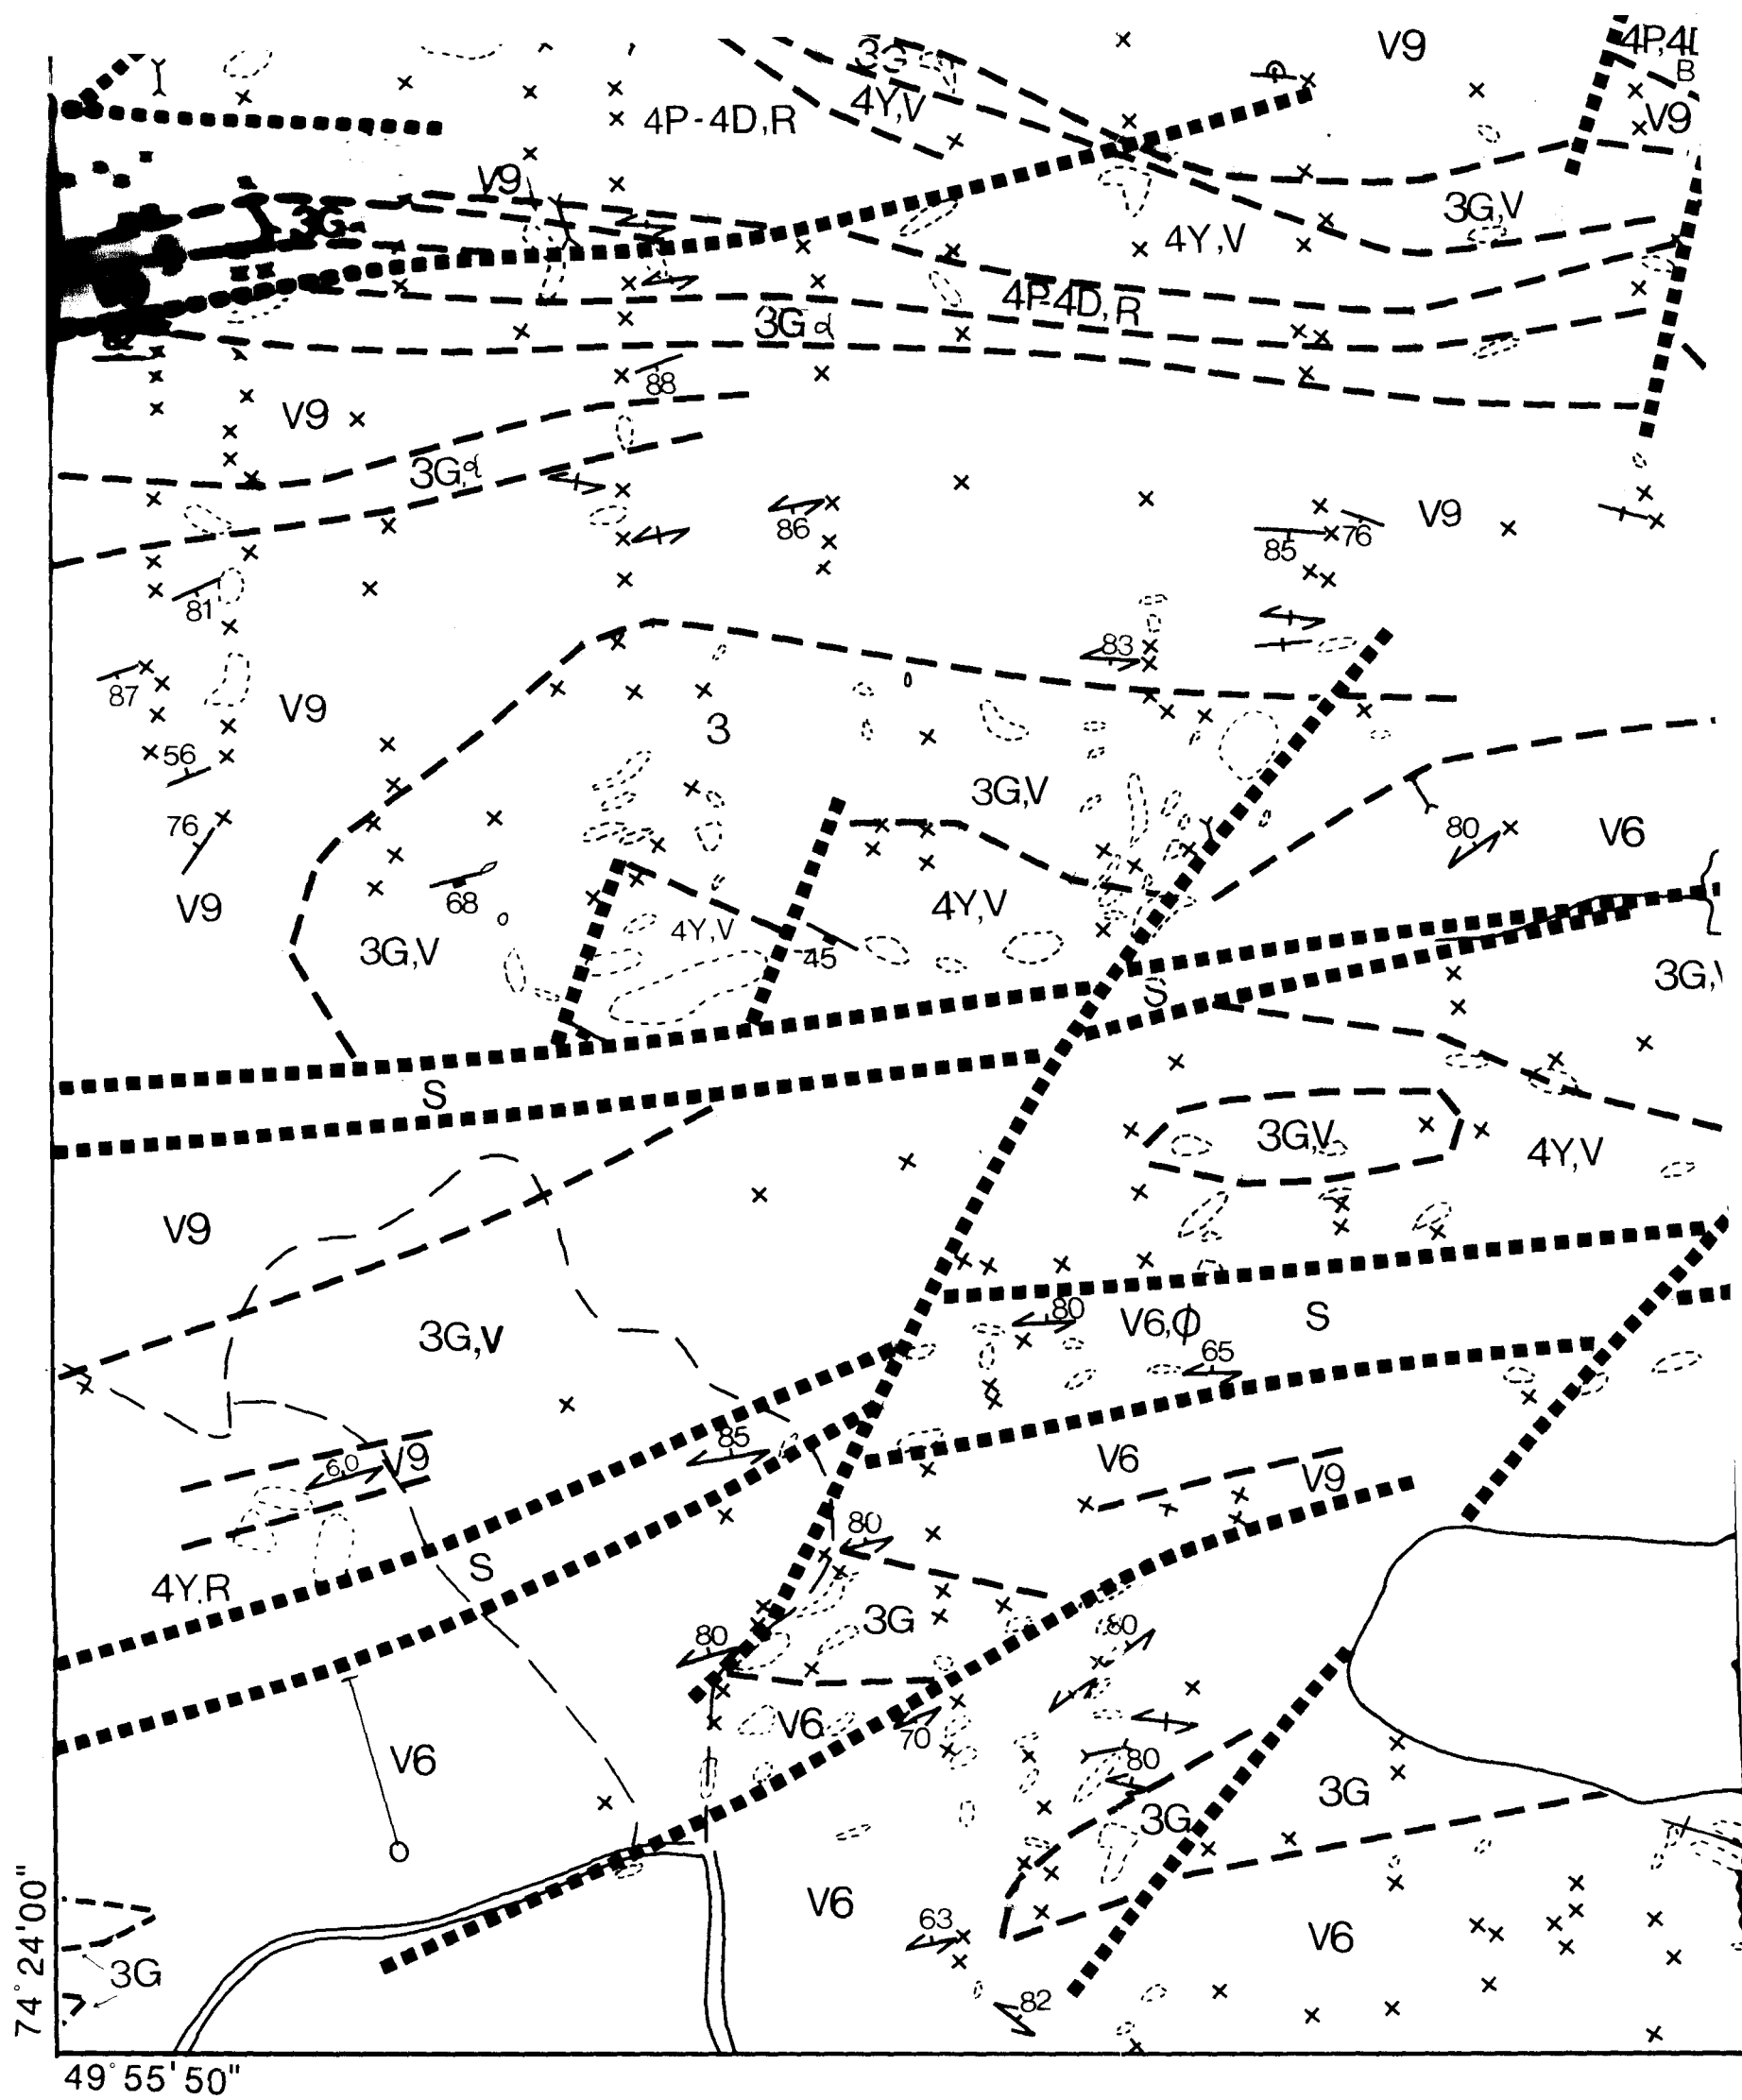 3G
V9
4P,4D
B
V9
4Y,V
4P-4D,R
V9
3G
3G,V
4Y,V
4P-4D,R
3Gα
88
V9
3G,α
86
V9
85
76
81
83
87
V9
3
56
3G,V
76
80
V6
V9
68
4Y,V
4Y,V
3G,V
45
3G,V
S
S
3G,V
4Y,V
V9
80
V6,ϕ
S
3G,V
65
85
60
V9
V6
V9
80
S
4Y,R
3G
80
80
V6
70
V6
80
3G
3G
V6
63
V6
3G
82
74°24'00"
49°55'50"